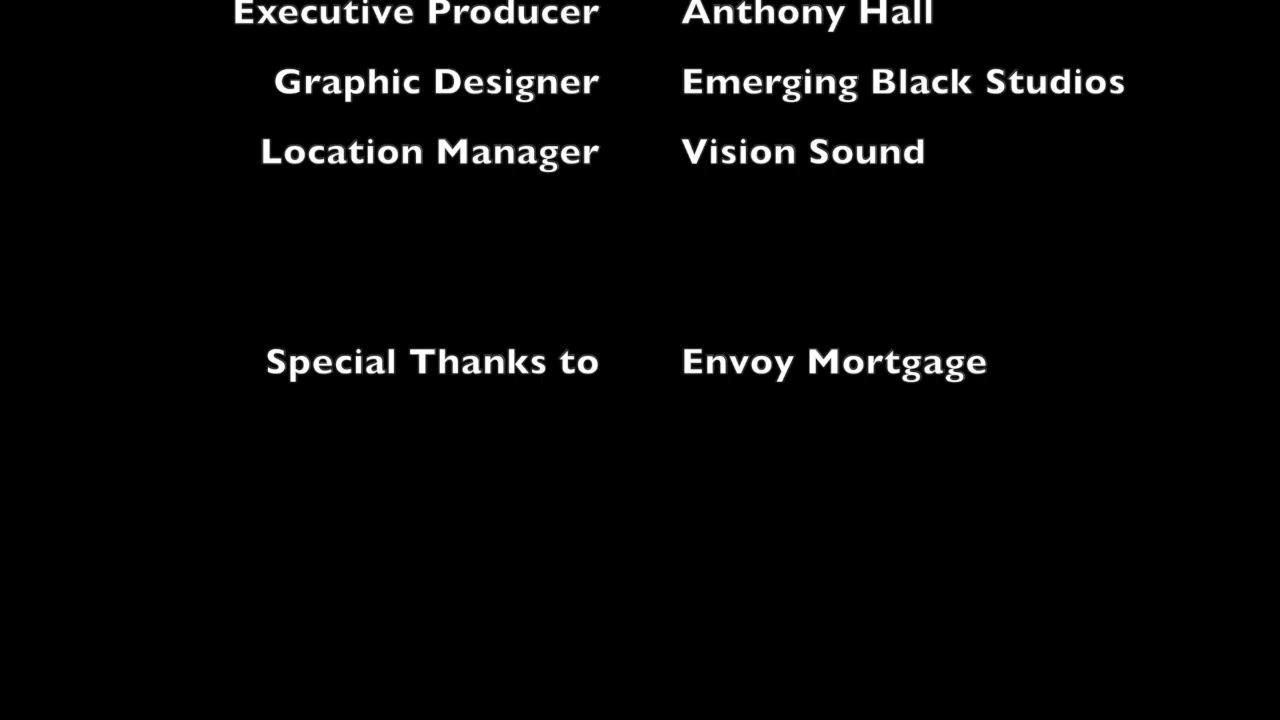 Executive Producer Anthony Hall
Graphic Designer Emerging Black Studios
Location Manager Vision Sound
Special Thanks to Envoy Mortgage